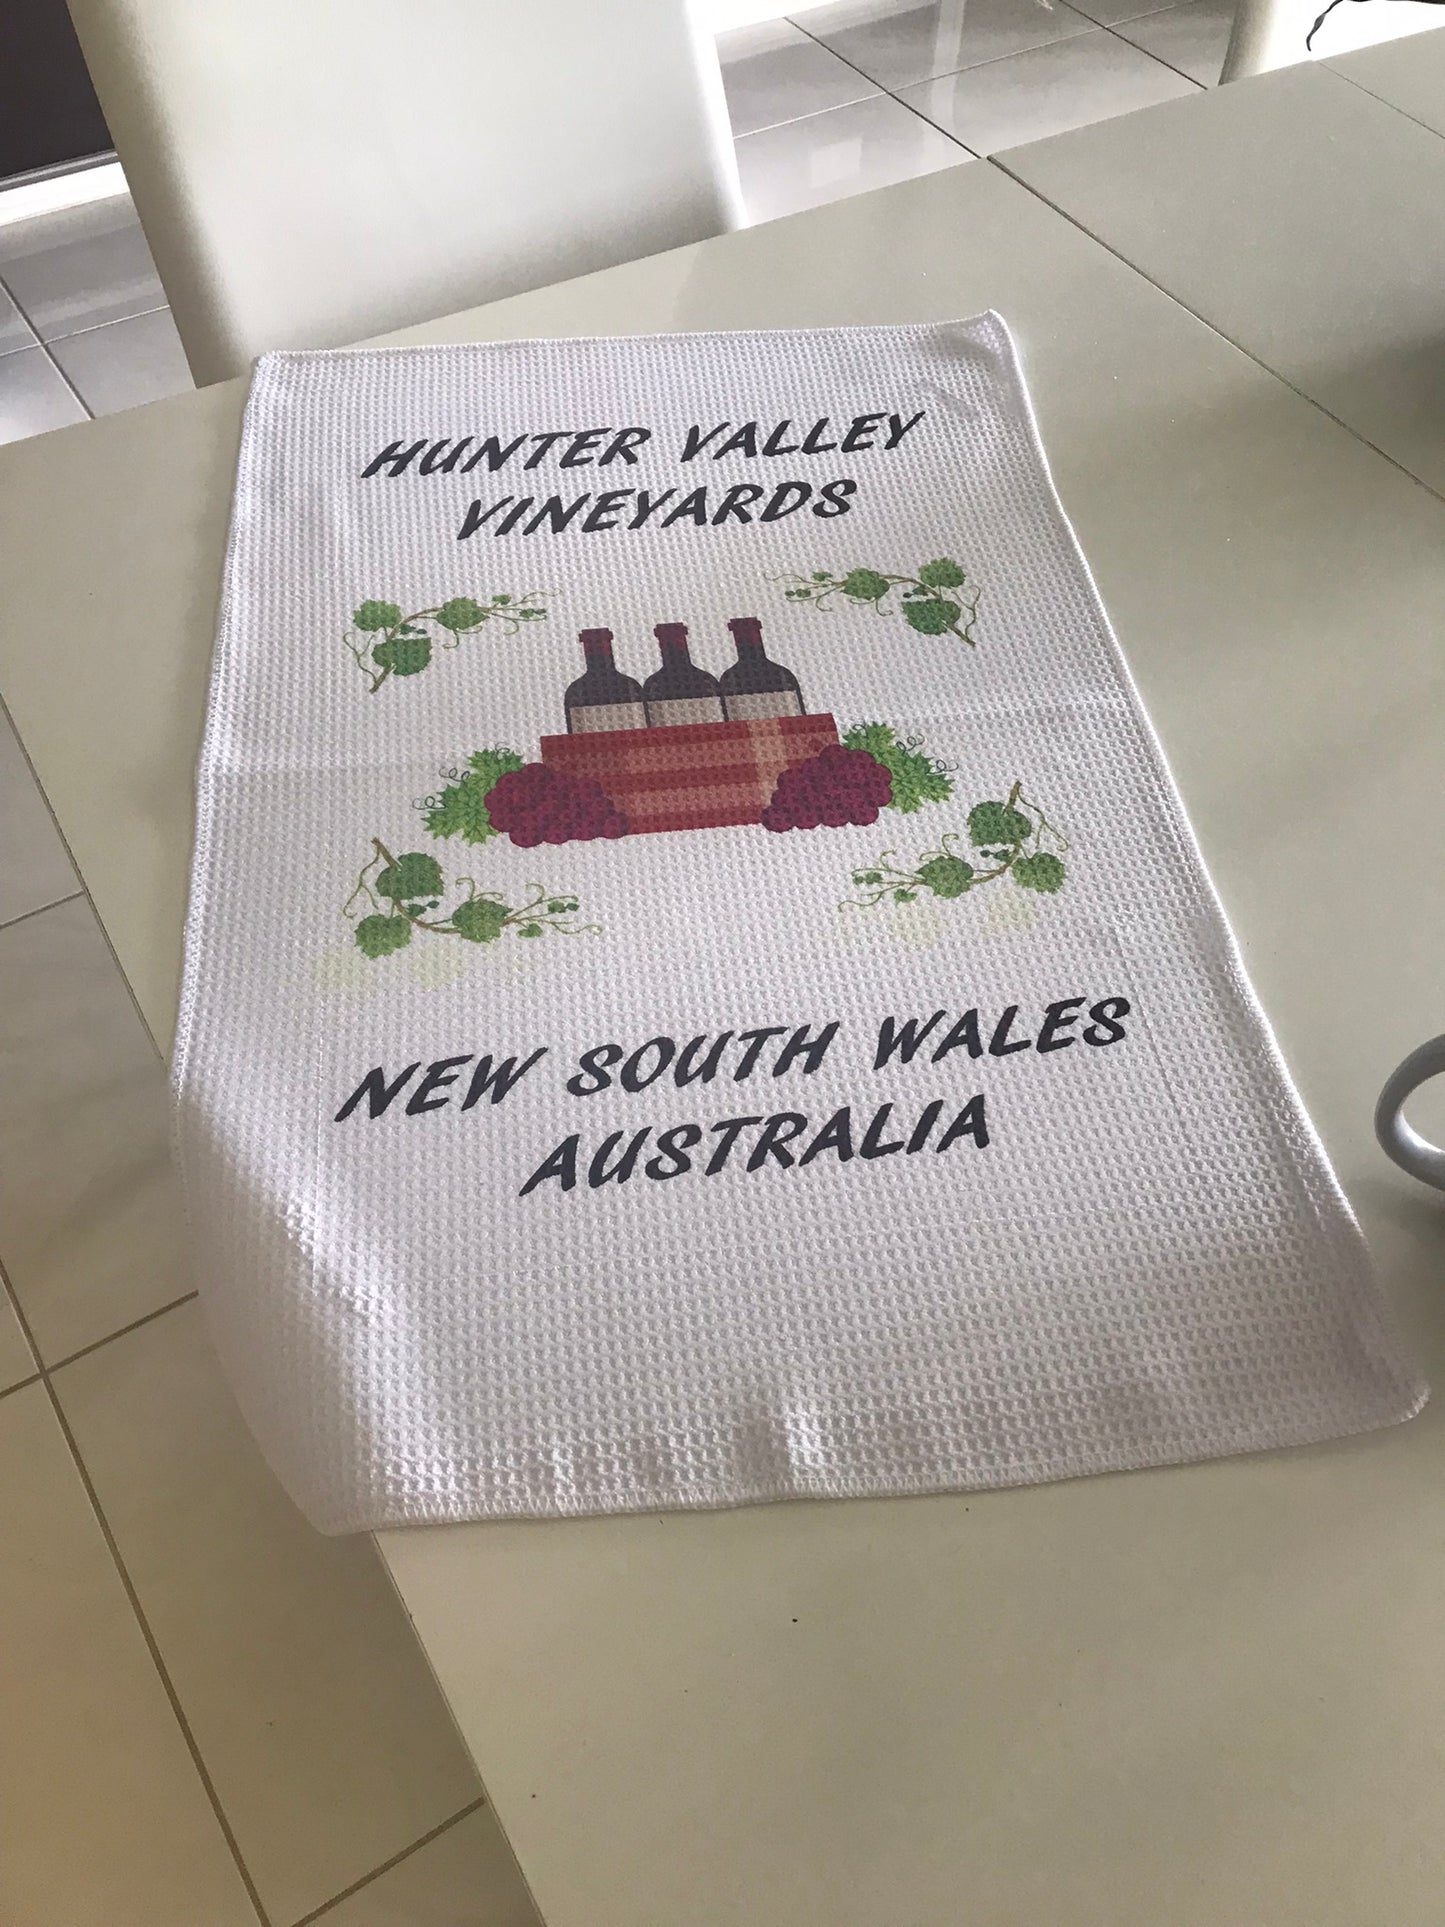 HUNTER VALLEY
VINEYARDS
NEW SOUTH WALES
AUSTRALIA